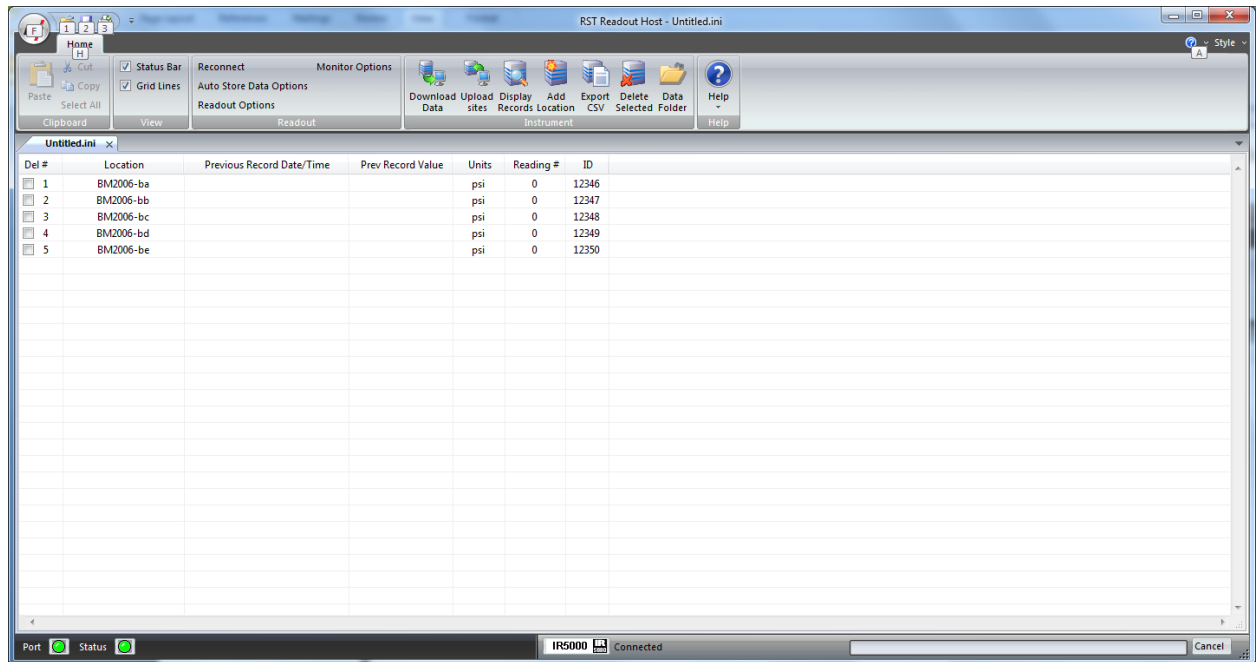 RST Readout Host - Untitled.ini
F
1 2 3
Home
H
Style
A
Paste
Cut
Copy
Select All
Clipboard
Status Bar
Grid Lines
View
Reconnect Monitor Options
Auto Store Data Options
Readout Options
Readout
Download Data
Upload sites
Display Records
Add Location
Export CSV
Delete Selected
Data Folder
Instrument
Help
Help
Untitled.ini
Del # Location Previous Record Date/Time Prev Record Value Units Reading # ID
1 BM2006-ba psi 0 12346
2 BM2006-bb psi 0 12347
3 BM2006-bc psi 0 12348
4 BM2006-bd psi 0 12349
5 BM2006-be psi 0 12350
Port Status IR5000 Connected Cancel